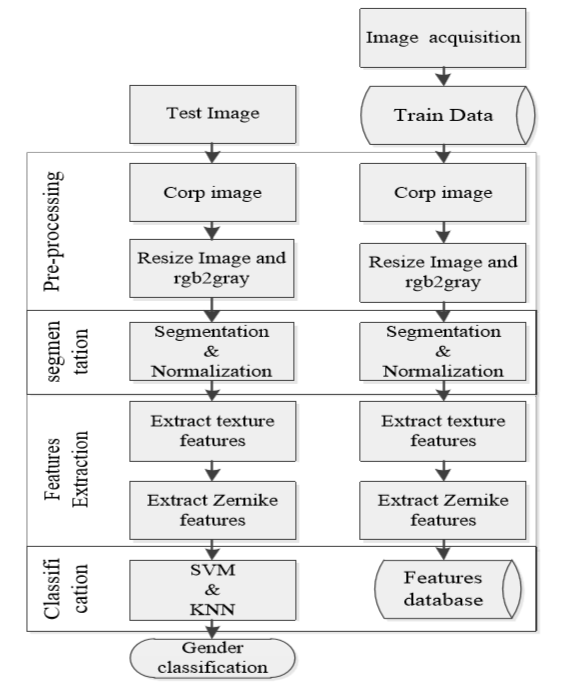 Image acquisition
Test Image
Train Data
Pre-processing
Corp image
Corp image
Resize Image and
rgb2gray
Resize Image and
rgb2gray
segmen
tation
Segmentation
&
Normalization
Segmentation
&
Normalization
Features
Extraction
Extract texture
features
Extract texture
features
Extract Zernike
features
Extract Zernike
features
Classifi
cation
SVM
&
KNN
Features
database
Gender
classification